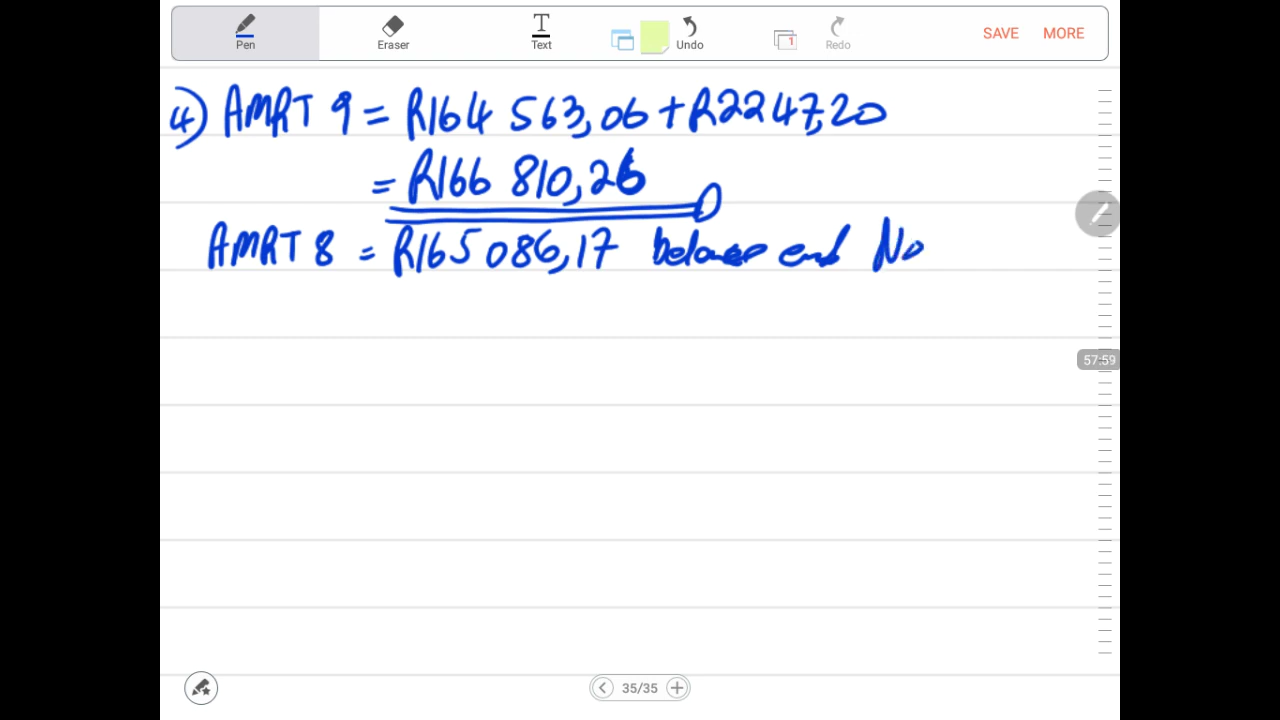 Pen Eraser Text Undo 1 Redo SAVE MORE
4) AMRT 9 = R164 563,06 + R2247,20
= R166 810,26
AMRT 8 = R165 086,17 end No
57:59
35/35